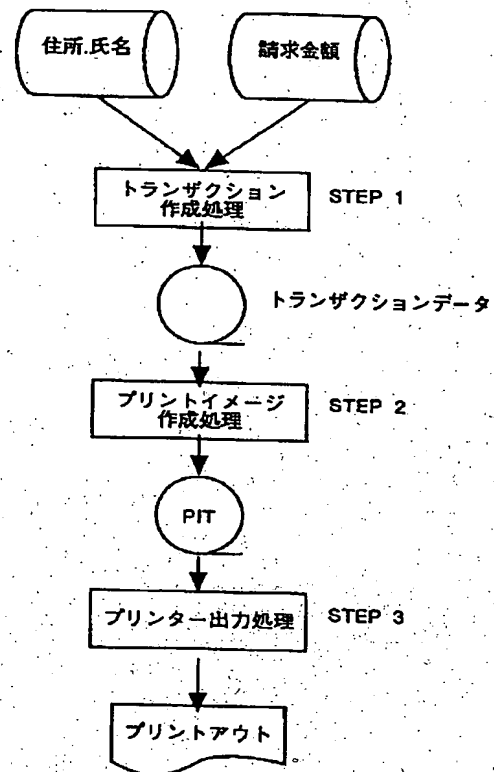 住所.氏名
請求金額
トランザクション
作成処理
STEP 1
トランザクションデータ
プリントイメージ
作成処理
STEP 2
PIT
プリンター出力処理
STEP 3
プリントアウト